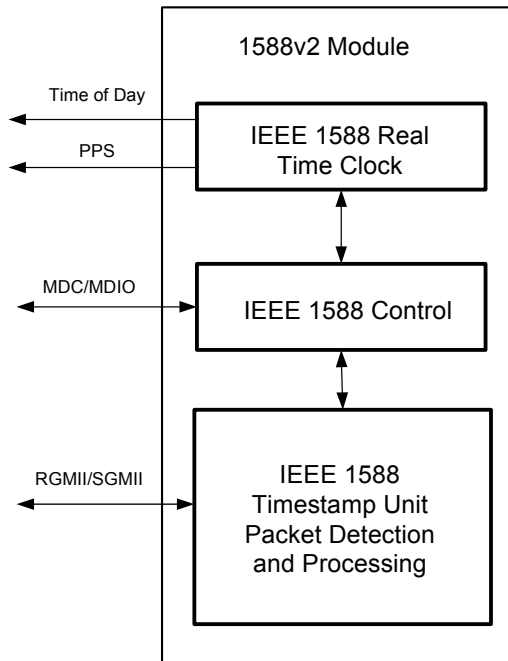 1588v2 Module
Time of Day
IEEE 1588 Real
Time Clock
PPS
MDC/MDIO
IEEE 1588 Control
RGMII/SGMII
IEEE 1588
Timestamp Unit
Packet Detection
and Processing